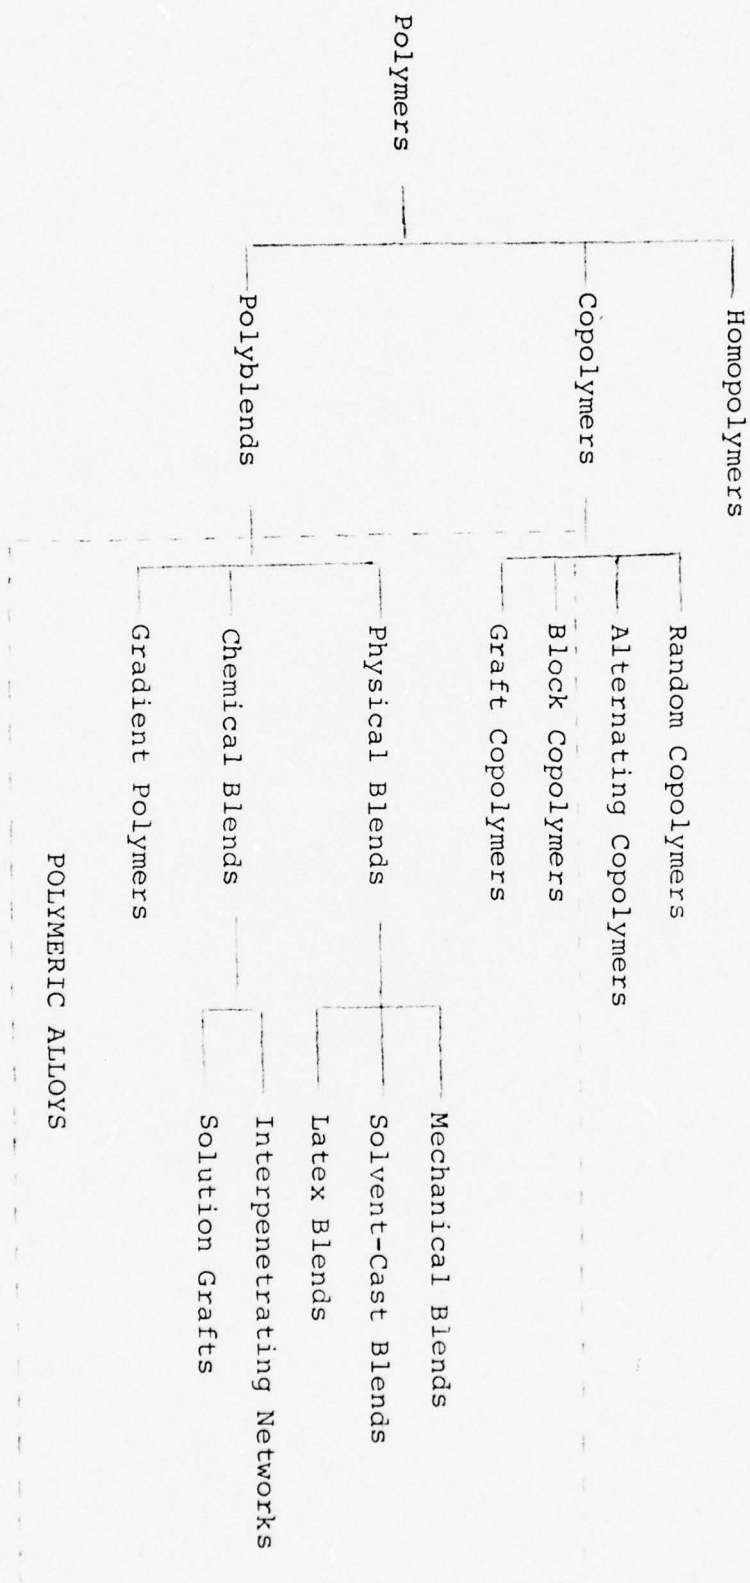 Polymers
Homopolymers
Copolymers
Random Copolymers
Alternating Copolymers
Block Copolymers
Graft Copolymers
Polyblends
Physical Blends
Mechanical Blends
Solvent-Cast Blends
Latex Blends
Chemical Blends
Interpenetrating Networks
Solution Grafts
Gradient Polymers
POLYMERIC ALLOYS